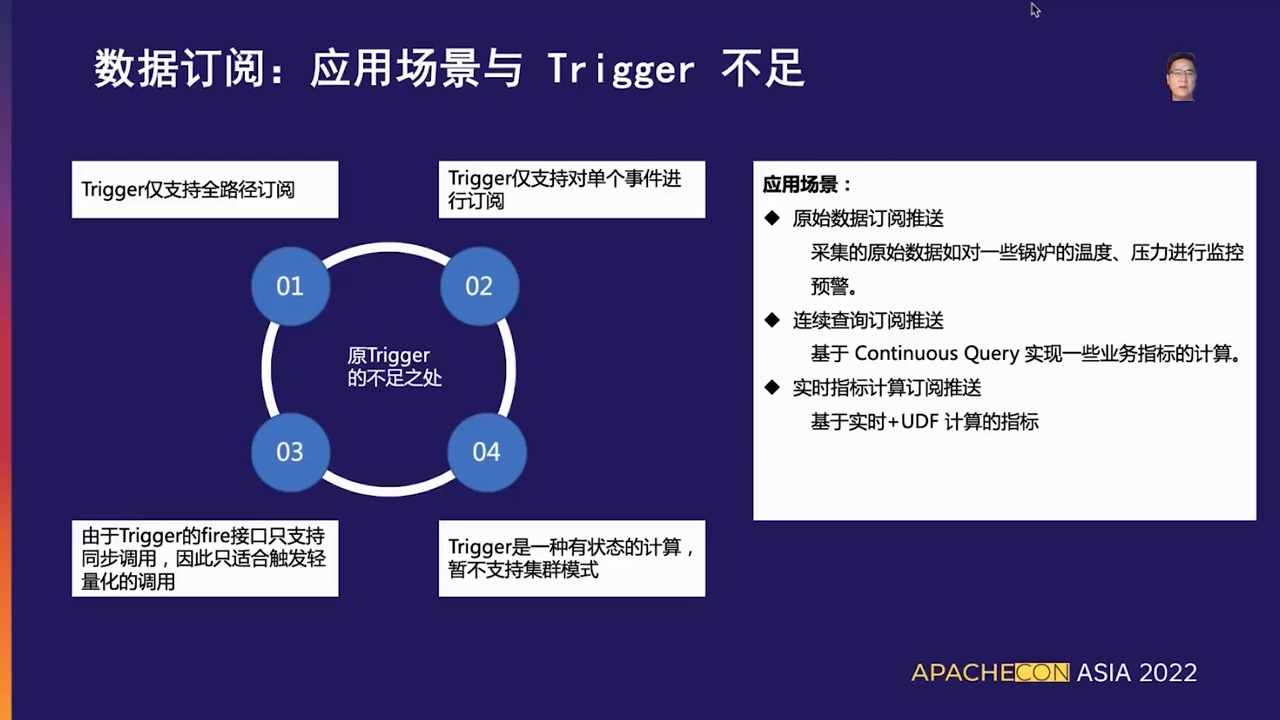 数据订阅：应用场景与 Trigger 不足
Trigger仅支持全路径订阅
Trigger仅支持对单个事件进
行订阅
01
02
原Trigger
的不足之处
03
04
由于Trigger的fire接口只支持
同步调用，因此只适合触发轻
量化的调用
Trigger是一种有状态的计算，
暂不支持集群模式
应用场景：
◆ 原始数据订阅推送
采集的原始数据如对一些锅炉的温度、压力进行监控
预警。
◆ 连续查询订阅推送
基于 Continuous Query 实现一些业务指标的计算。
◆ 实时指标计算订阅推送
基于实时+UDF 计算的指标
APACHECON ASIA 2022